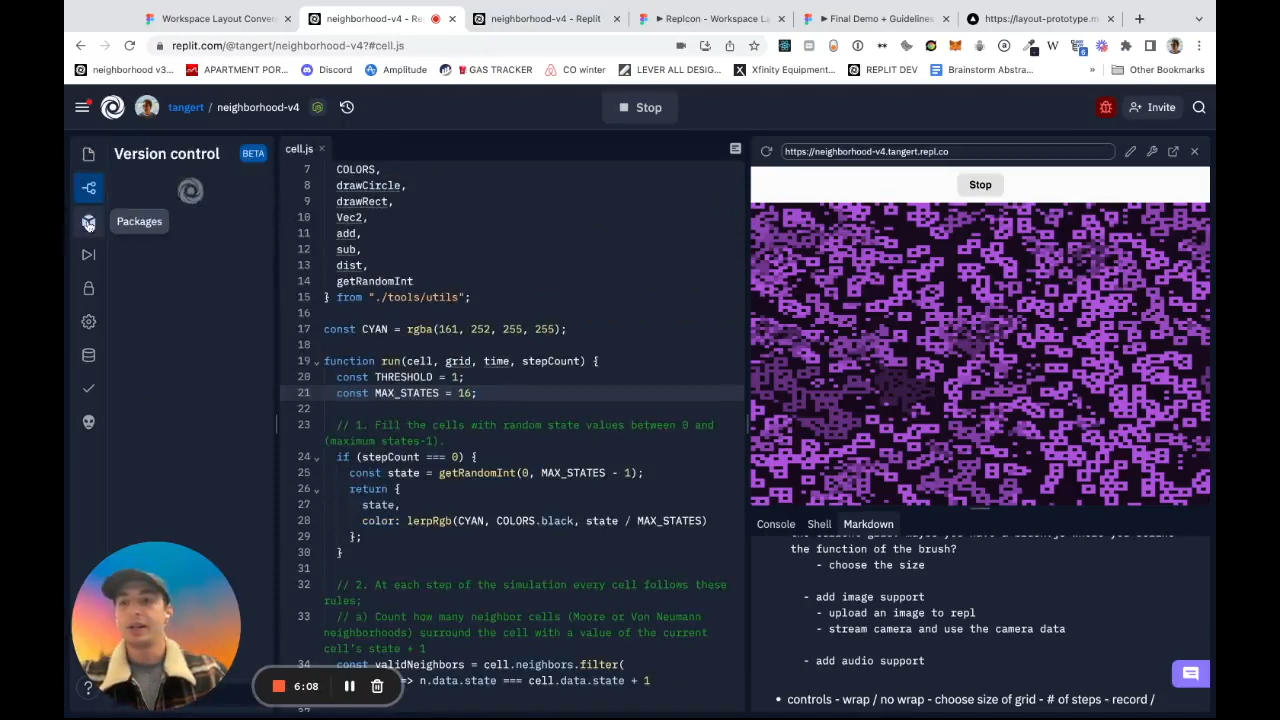 Workspace Layout Conver
neighborhood-v4 - Rep
neighborhood-v4 - Replit
▶ Replcon - Workspace La
▶ Final Demo + Guidelines
https://layout-prototype.m
replit.com/@tangert/neighborhood-v4?#cell.js
neighborhood v3...
APARTMENT POR...
Discord
Amplitude
GAS TRACKER
CO winter
LEVER ALL DESIG...
Xfinity Equipment...
REPLIT DEV
Brainstorm Abstra...
»
Other Bookmarks
tangert / neighborhood-v4
Stop
Invite
Version control
BETA
Packages
cell.js
7 COLORS,
8 drawCircle,
9 drawRect,
10 Vec2,
11 add,
12 sub,
13 dist,
14 getRandomInt
15 } from "./tools/utils";
16
17 const CYAN = rgba(161, 252, 255, 255);
18
19 function run(cell, grid, time, stepCount) {
20 const THRESHOLD = 1;
21 const MAX_STATES = 16;
22
23 // 1. Fill the cells with random state values between 0 and
(maximum states-1).
24 if (stepCount === 0) {
25 const state = getRandomInt(0, MAX_STATES - 1);
26 return {
27 state,
28 color: lerpRgb(CYAN, COLORS.black, state / MAX_STATES)
29 };
30 }
31
32 // 2. At each step of the simulation every cell follows these
rules;
33 // a) Count how many neighbor cells (Moore or Von Neumann
neighborhoods) surround the cell with a value of the current
cell's state + 1
34 const validNeighbors = cell.neighbors.filter(
=> n.data.state === cell.data.state + 1
https://neighborhood-v4.tangert.repl.co
Stop
Console
Shell
Markdown
the function of the brush?
- choose the size
- add image support
- upload an image to repl
- stream camera and use the camera data
- add audio support
• controls - wrap / no wrap - choose size of grid - # of steps - record /
6:08
?